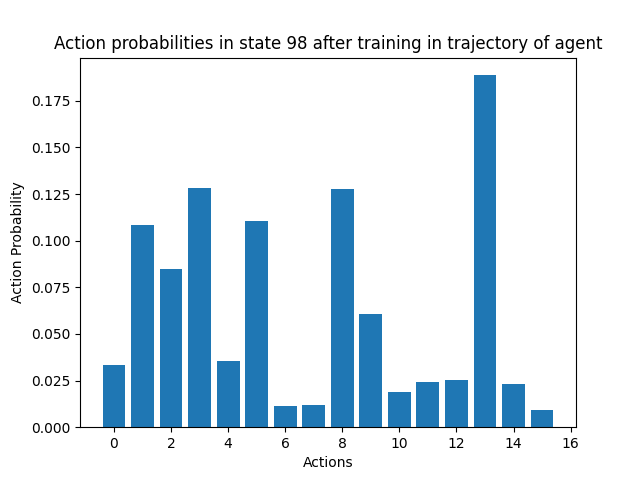 Action probabilities in state 98 after training in trajectory of agent
0.175
0.150
0.125
0.100
0.075
0.050
0.025
0.000
Action Probability
0 2 4 6 8 10 12 14 16
Actions